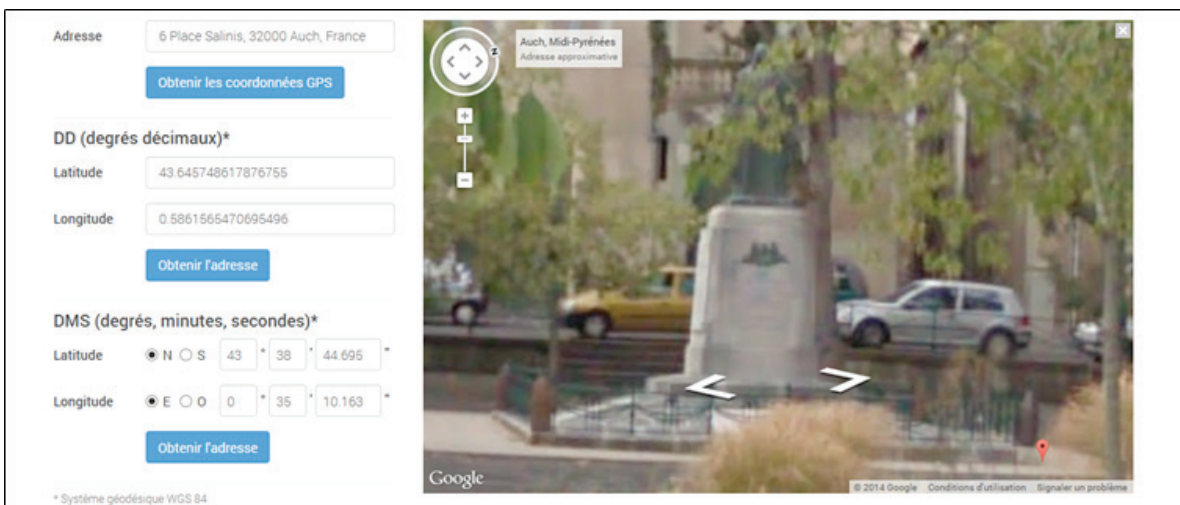 Adresse 6 Place Salinis, 32000 Auch, France
Obtenir les coordonnées GPS
DD (degrés décimaux)*
Latitude 43.645748617876755
Longitude 0.5861565470695496
Obtenir l'adresse
DMS (degrés, minutes, secondes)*
Latitude N S 43 ° 38 ' 44.695 "
Longitude E O 0 ° 35 ' 10.163 "
Obtenir l'adresse
* Système géodésique WGS 84
Auch, Midi-Pyrénées
Adresse approximative
z
Google
© 2014 Google Conditions d'utilisation Signaler un problème